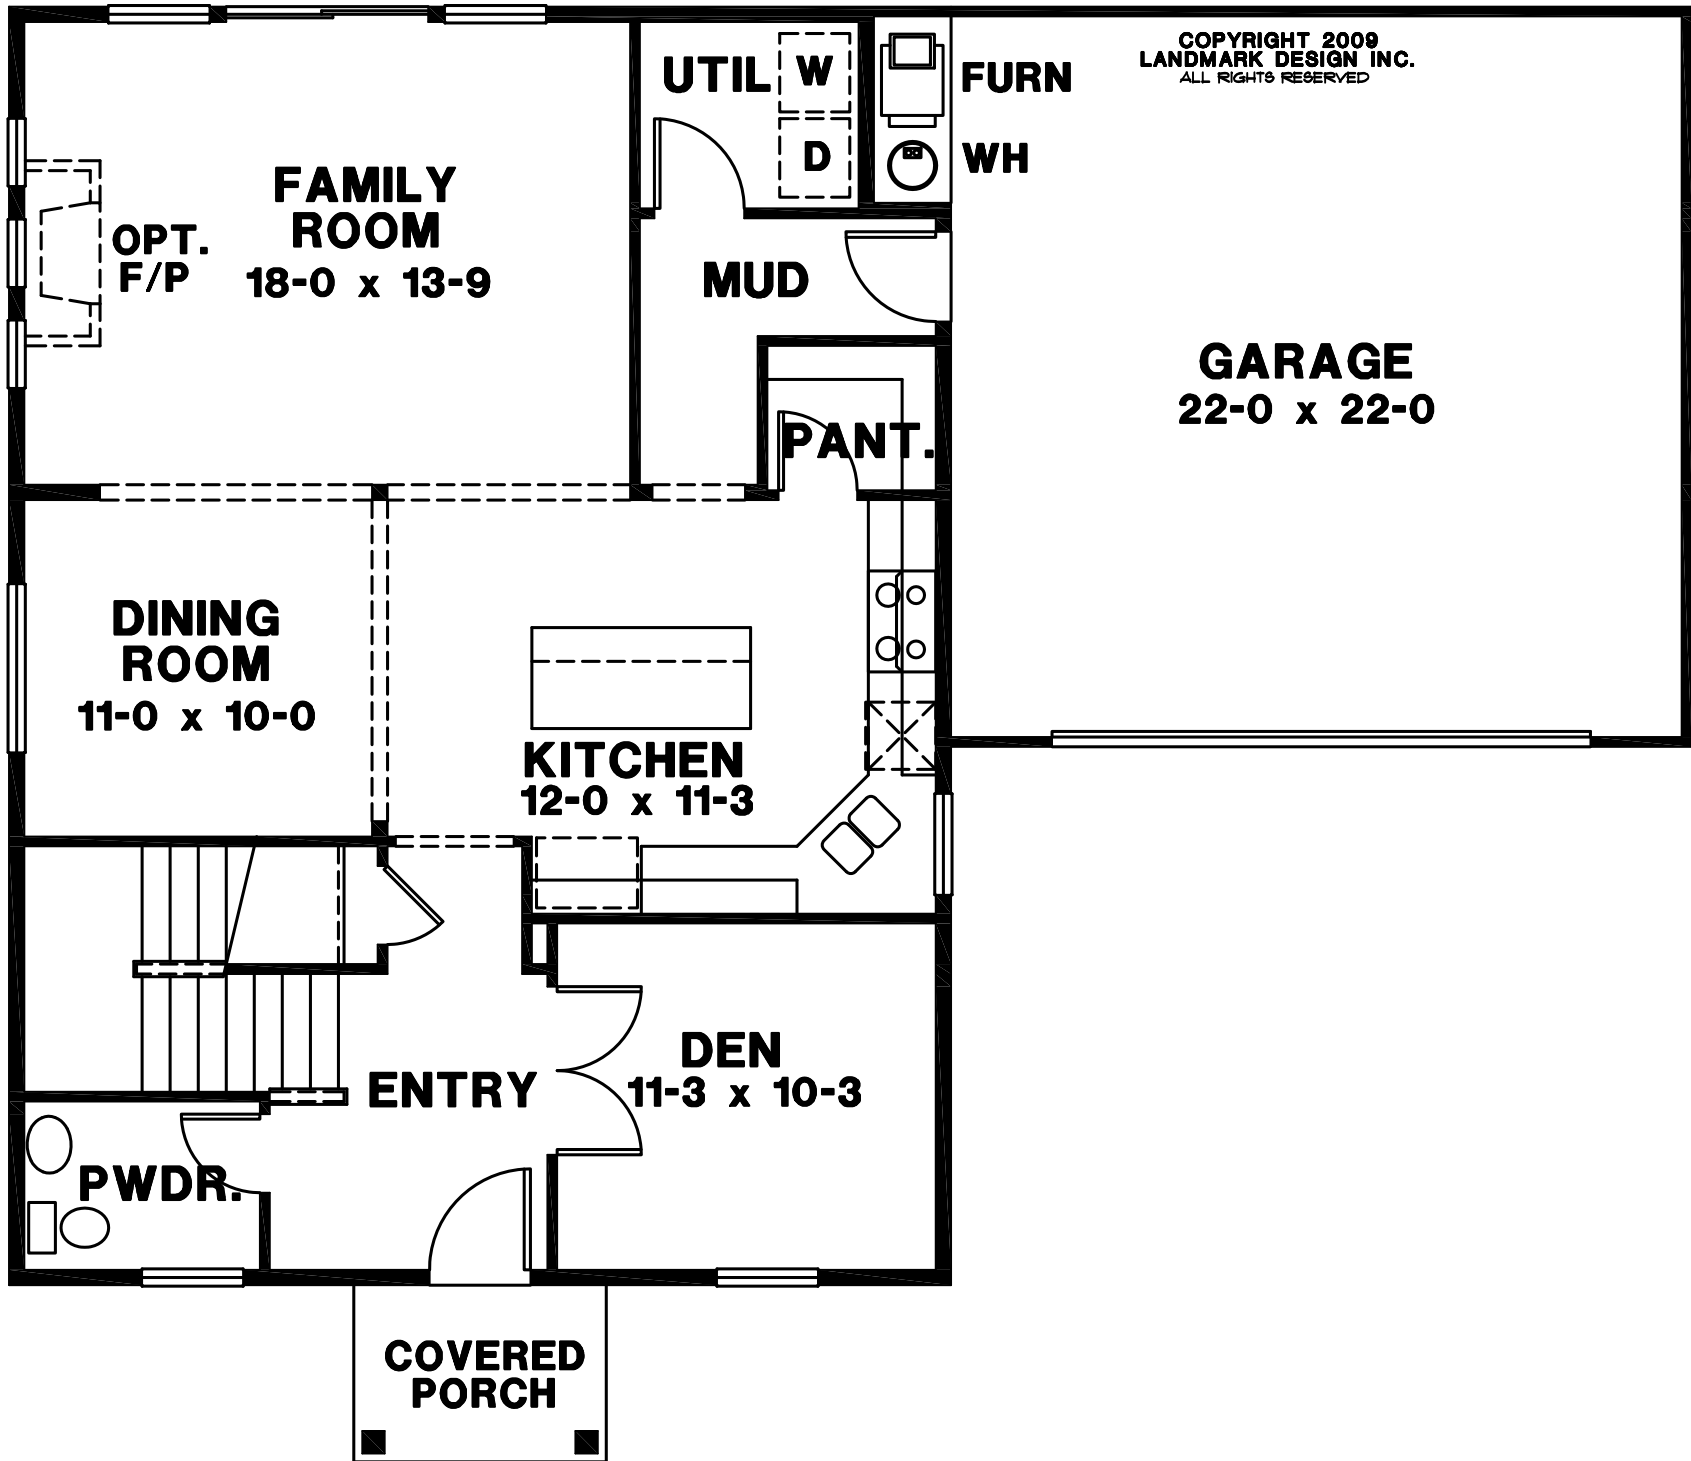 COPYRIGHT 2009
LANDMARK DESIGN INC.
ALL RIGHTS RESERVED
UTIL
W
D
FURN
WH
FAMILY
ROOM
18-0 x 13-9
OPT.
F/P
MUD
GARAGE
22-0 x 22-0
PANT.
DINING
ROOM
11-0 x 10-0
KITCHEN
12-0 x 11-3
DEN
11-3 x 10-3
ENTRY
PWDR.
COVERED
PORCH